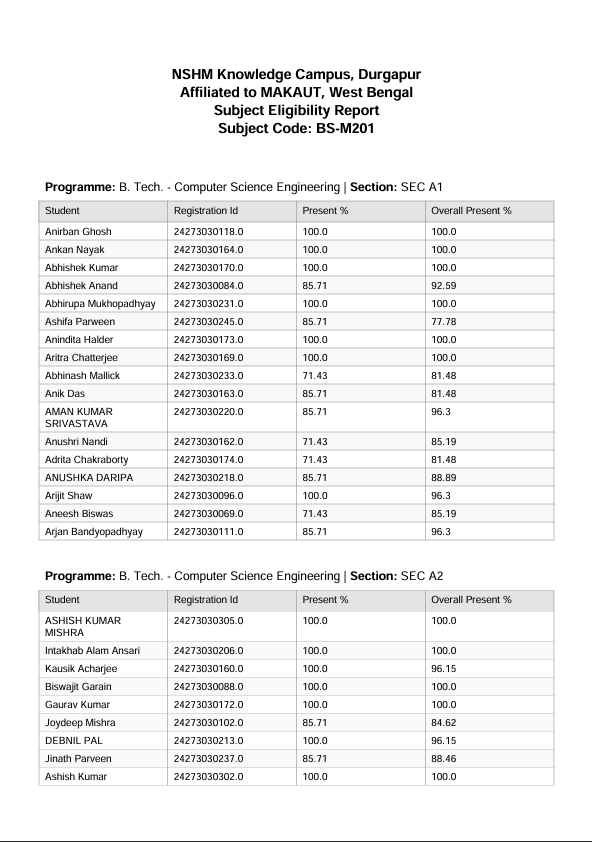 NSHM Knowledge Campus, Durgapur
Affiliated to MAKAUT, West Bengal
Subject Eligibility Report
Subject Code: BS-M201
Programme: B. Tech. - Computer Science Engineering | Section: SEC A1
Student Registration Id Present % Overall Present %
Anirban Ghosh 24273030118.0 100.0 100.0
Ankan Nayak 24273030164.0 100.0 100.0
Abhishek Kumar 24273030170.0 100.0 100.0
Abhishek Anand 24273030084.0 85.71 92.59
Abhirupa Mukhopadhyay 24273030231.0 100.0 100.0
Ashifa Parween 24273030245.0 85.71 77.78
Anindita Halder 24273030173.0 100.0 100.0
Aritra Chatterjee 24273030169.0 100.0 100.0
Abhinash Mallick 24273030233.0 71.43 81.48
Anik Das 24273030163.0 85.71 81.48
AMAN KUMAR 24273030220.0 85.71 96.3
SRIVASTAVA
Anushri Nandi 24273030162.0 71.43 85.19
Adrita Chakraborty 24273030174.0 71.43 81.48
ANUSHKA DARIPA 24273030218.0 85.71 88.89
Arijit Shaw 24273030096.0 100.0 96.3
Aneesh Biswas 24273030069.0 71.43 85.19
Arjan Bandyopadhyay 24273030111.0 85.71 96.3
Programme: B. Tech. - Computer Science Engineering | Section: SEC A2
Student Registration Id Present % Overall Present %
ASHISH KUMAR 24273030305.0 100.0 100.0
MISHRA
Intakhab Alam Ansari 24273030206.0 100.0 100.0
Kausik Acharjee 24273030160.0 100.0 96.15
Biswajit Garain 24273030088.0 100.0 100.0
Gaurav Kumar 24273030172.0 100.0 100.0
Joydeep Mishra 24273030102.0 85.71 84.62
DEBNIL PAL 24273030213.0 100.0 96.15
Jinath Parveen 24273030237.0 85.71 88.46
Ashish Kumar 24273030302.0 100.0 100.0